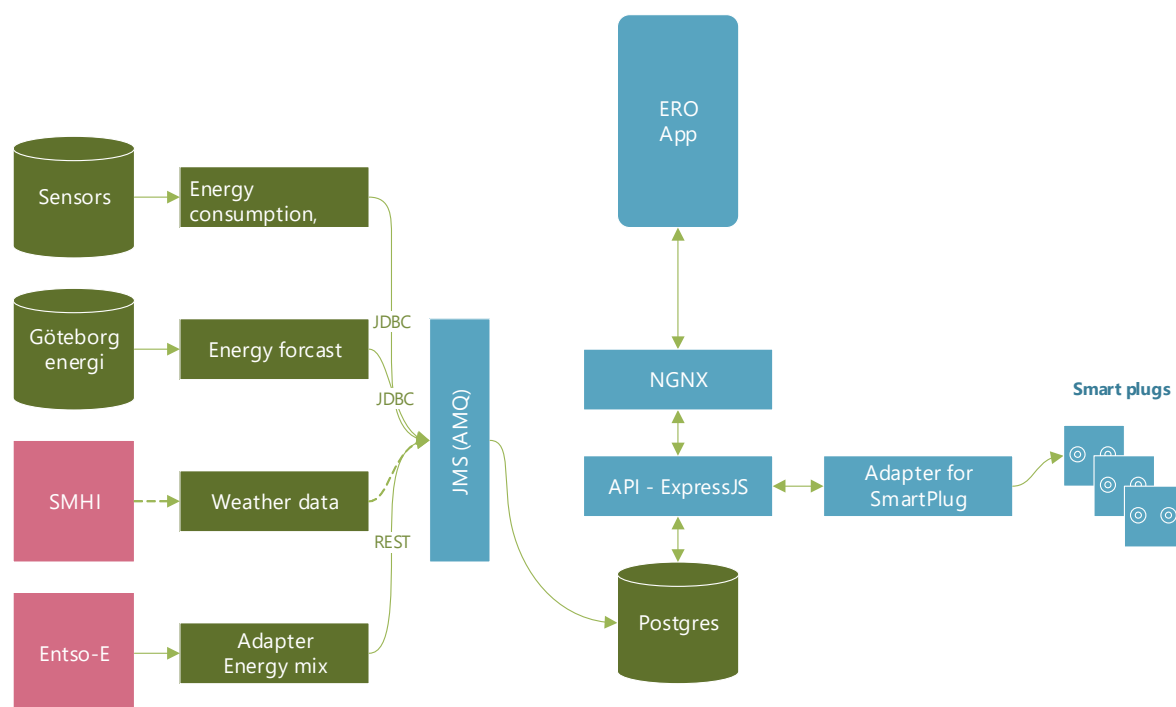 ERO
App
Sensors
Energy
consumption,
Göteborg
energi
Energy forcast
JDBC
JDBC
JMS (AMQ)
NGNX
Smart plugs
SMHI
Weather data
API - ExpressJS
Adapter for
SmartPlug
REST
Entso-E
Adapter
Energy mix
Postgres